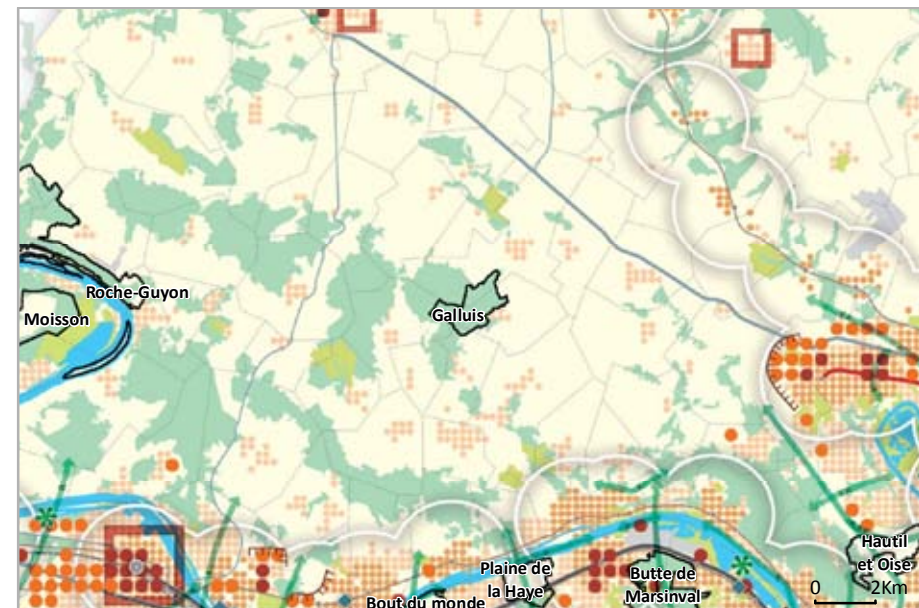 Roche-Guyon
Moisson
Galluis
Hautil
et Oise
Plaine de
la Haye
Butte de
Marsinval
Bout du monde
0 2Km